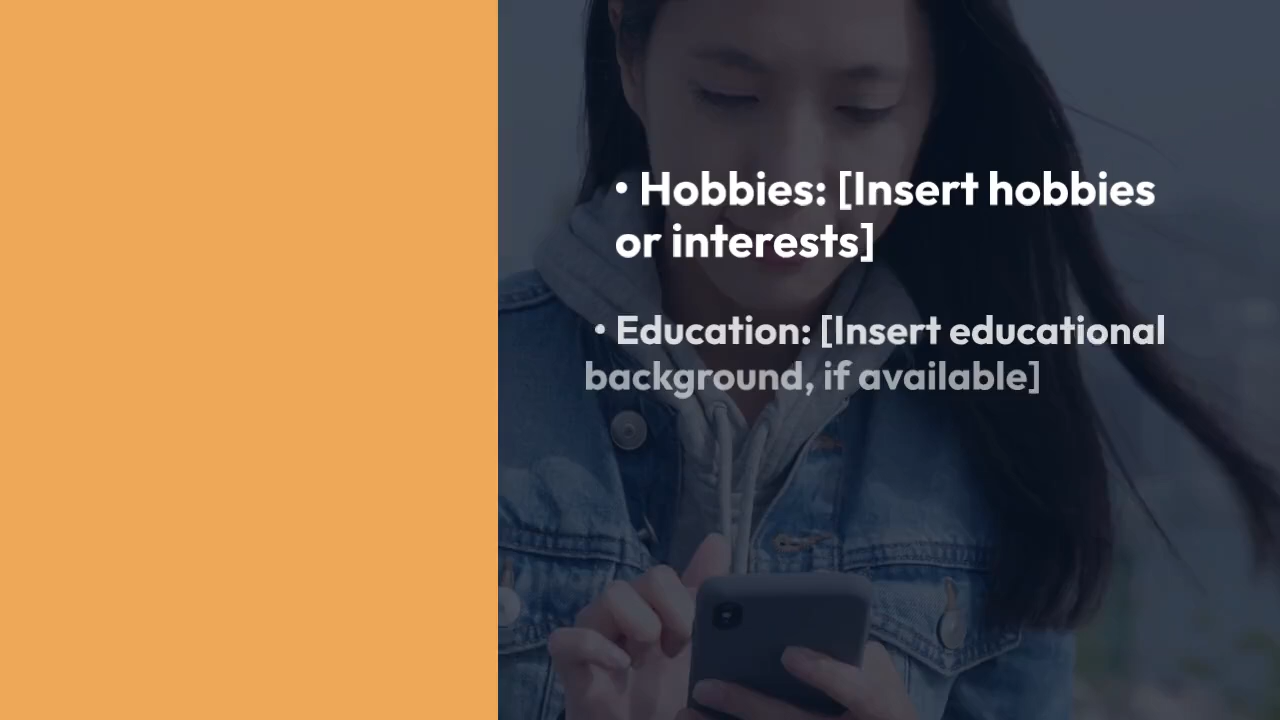 • Hobbies: [Insert hobbies
or interests]
• Education: [Insert educational
background, if available]